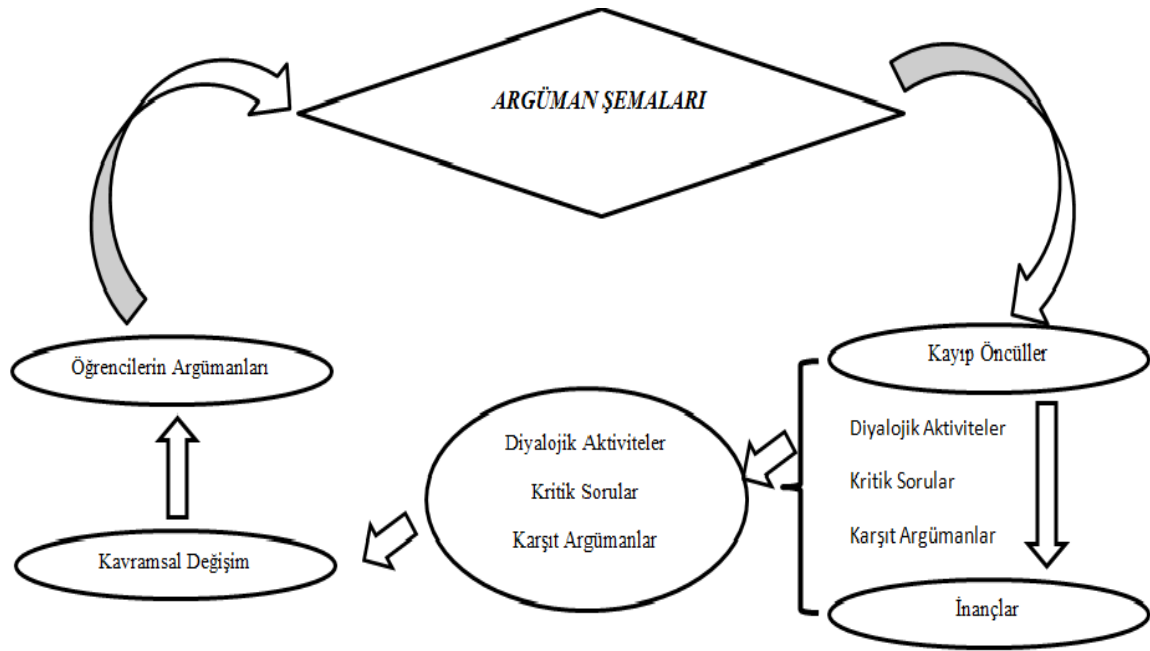 ARGÜMAN ŞEMALARI
Öğrencilerin Argümanları
Kayıp Öncüller
Diyalojik Aktiviteler
Kritik Sorular
Karşıt Argümanlar
Diyalojik Aktiviteler
Kritik Sorular
Karşıt Argümanlar
Kavramsal Değişim
İnançlar